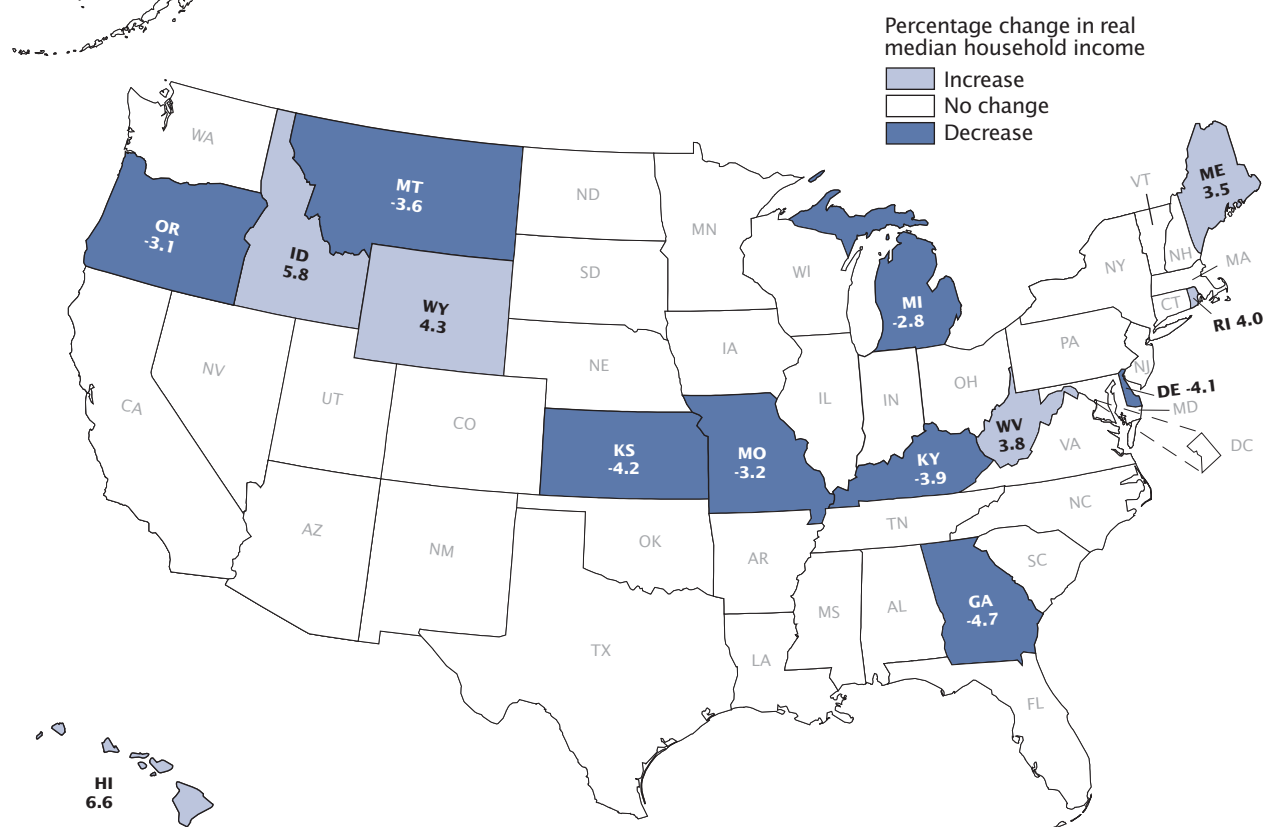 Percentage change in real
median household income
Increase
No change
Decrease
WA
MT
-3.6
ND
MN
VT
ME
3.5
OR
-3.1
ID
5.8
SD
WI
NY
NH
MA
WY
4.3
MI
-2.8
CT
RI 4.0
IA
PA
NV
NE
NJ
UT
OH
DE -4.1
CA
CO
IL
IN
MD
KS
-4.2
MO
-3.2
WV
3.8
VA
DC
KY
-3.9
AZ
NM
OK
TN
NC
AR
SC
MS
AL
GA
-4.7
TX
LA
FL
HI
6.6